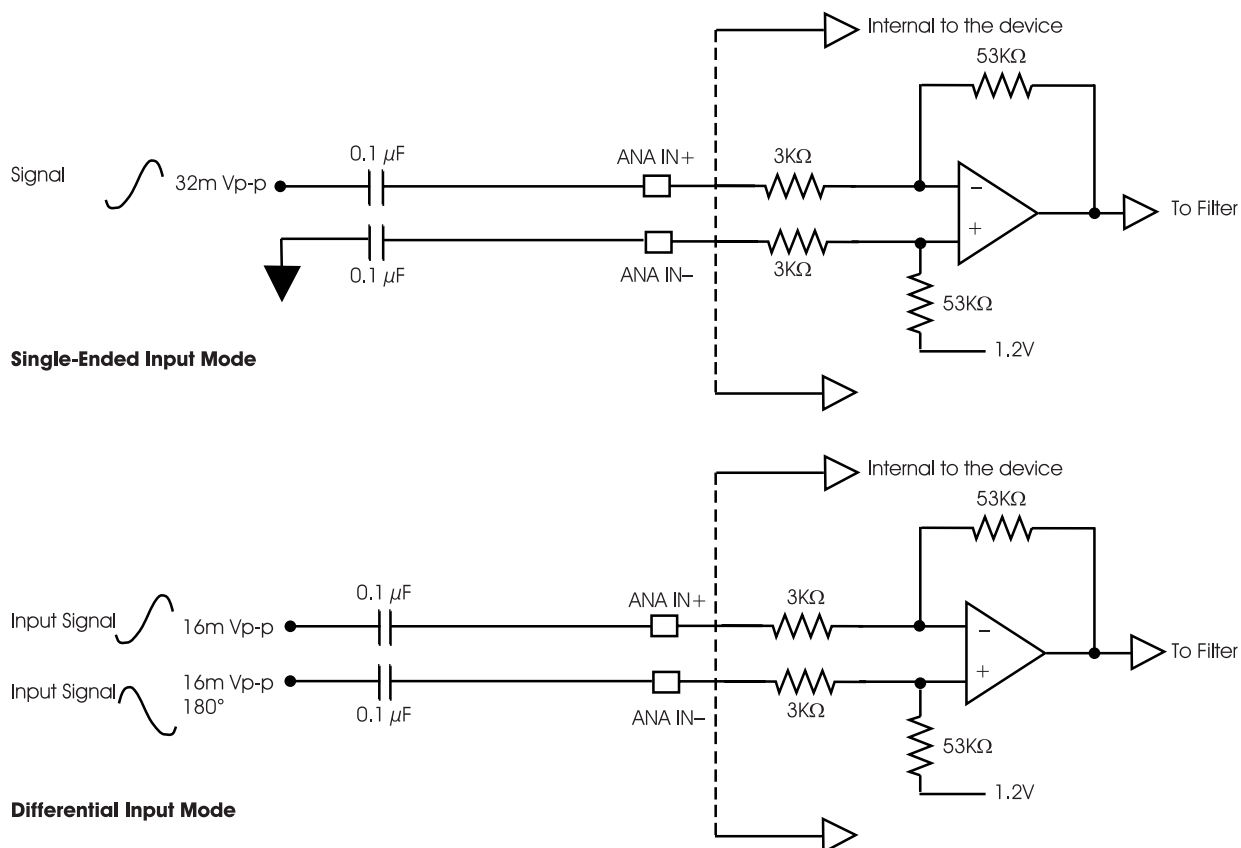 Internal to the device
53KΩ
0.1 µF
ANA IN+
3KΩ
Signal
32m Vp-p
−
To Filter
+
0.1 µF
ANA IN−
3KΩ
53KΩ
Single-Ended Input Mode
1.2V
Internal to the device
53KΩ
0.1 µF
ANA IN+
3KΩ
Input Signal
16m Vp-p
−
To Filter
Input Signal
16m Vp-p
180°
+
0.1 µF
ANA IN−
3KΩ
53KΩ
1.2V
Differential Input Mode